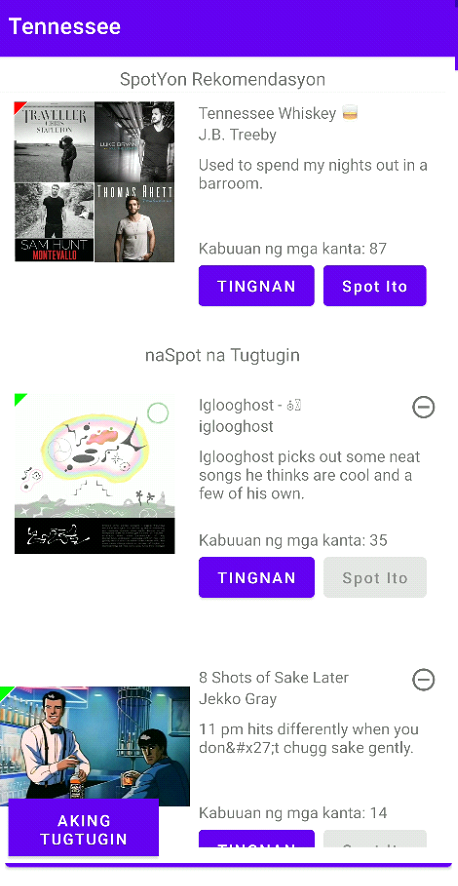 Tennessee
SpotYon Rekomendasyon
TRAVELLER
CHRIS
STAPLETON
LUKE BRYAN
SAM HUNT
MONTEVALLO
THOMAS RHETT
Tennessee Whiskey 🥃
J.B. Treeby
Used to spend my nights out in a
barroom.
Kabuuan ng mga kanta: 87
TINGNAN
Spot Ito
naSpot na Tugtugin
Iglooghost -
iglooghost
Iglooghost picks out some neat
songs he thinks are cool and a
few of his own.
Kabuuan ng mga kanta: 35
TINGNAN
Spot Ito
8 Shots of Sake Later
Jekko Gray
11 pm hits differently when you
don&#x27;t chugg sake gently.
Kabuuan ng mga kanta: 14
TINGNAN
Spot Ito
AKING
TUGTUGIN